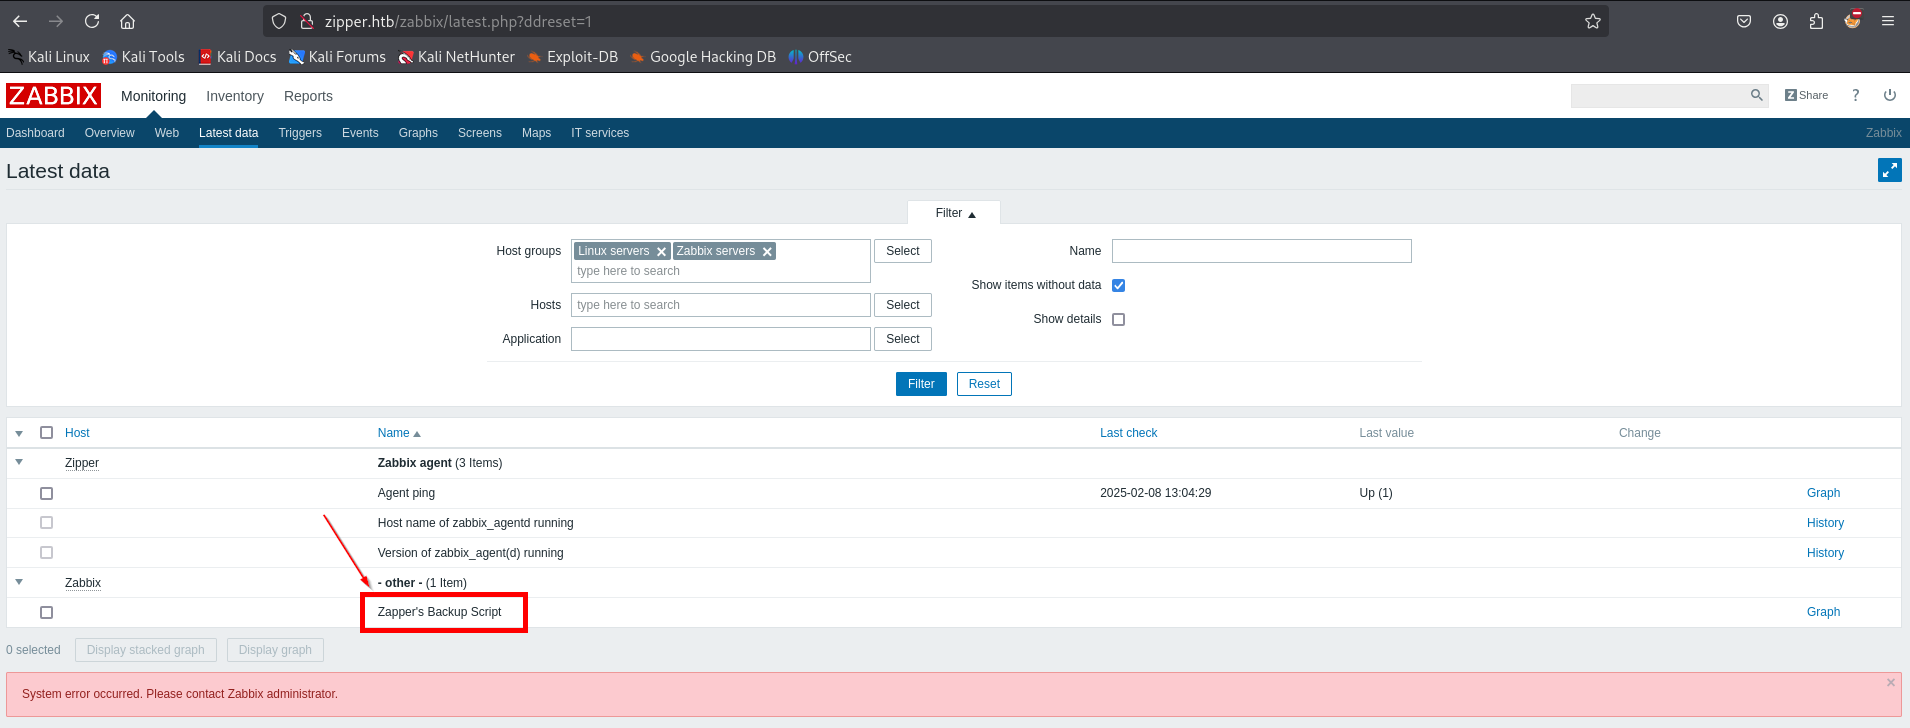 zipper.htb/zabbix/latest.php?ddreset=1
Kali Linux Kali Tools Kali Docs Kali Forums Kali NetHunter Exploit-DB Google Hacking DB OffSec
ZABBIX Monitoring Inventory Reports Z Share ?
Dashboard Overview Web Latest data Triggers Events Graphs Screens Maps IT services Zabbix
Latest data
Filter
Host groups Linux servers Zabbix servers Select Name
type here to search
Show items without data
Hosts type here to search Select
Show details
Application Select
Filter Reset
Host Name Last check Last value Change
Zipper Zabbix agent (3 Items)
Agent ping 2025-02-08 13:04:29 Up (1) Graph
Host name of zabbix_agentd running History
Version of zabbix_agent(d) running History
Zabbix - other - (1 Item)
Zapper's Backup Script Graph
0 selected Display stacked graph Display graph
System error occurred. Please contact Zabbix administrator.